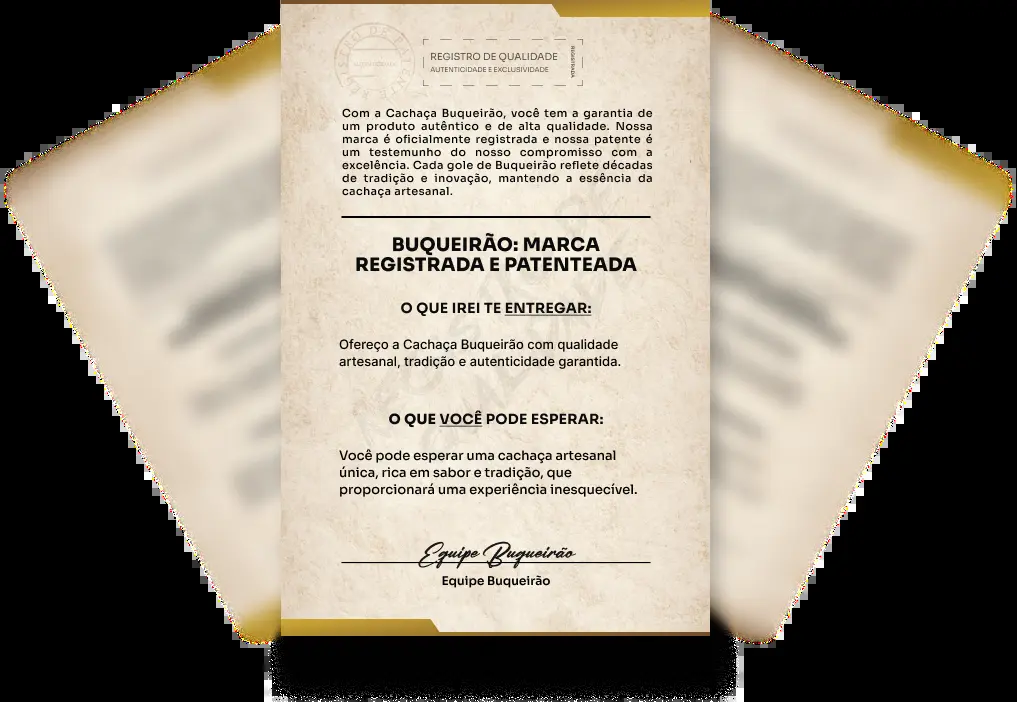 REGISTRO DE QUALIDADE
AUTENTICIDADE E EXCLUSIVIDADE
REGISTRADA
Com a Cachaça Buqueirão, você tem a garantia de
um produto autêntico e de alta qualidade. Nossa
marca é oficialmente registrada e nossa patente é
um testemunho do nosso compromisso com a
excelência. Cada gole de Buqueirão reflete décadas
de tradição e inovação, mantendo a essência da
cachaça artesanal.
BUQUEIRÃO: MARCA
REGISTRADA E PATENTEADA
O QUE IREI TE ENTREGAR:
Ofereço a Cachaça Buqueirão com qualidade
artesanal, tradição e autenticidade garantida.
O QUE VOCÊ PODE ESPERAR:
Você pode esperar uma cachaça artesanal
única, rica em sabor e tradição, que
proporcionará uma experiência inesquecível.
Equipe Buqueirão
Equipe Buqueirão